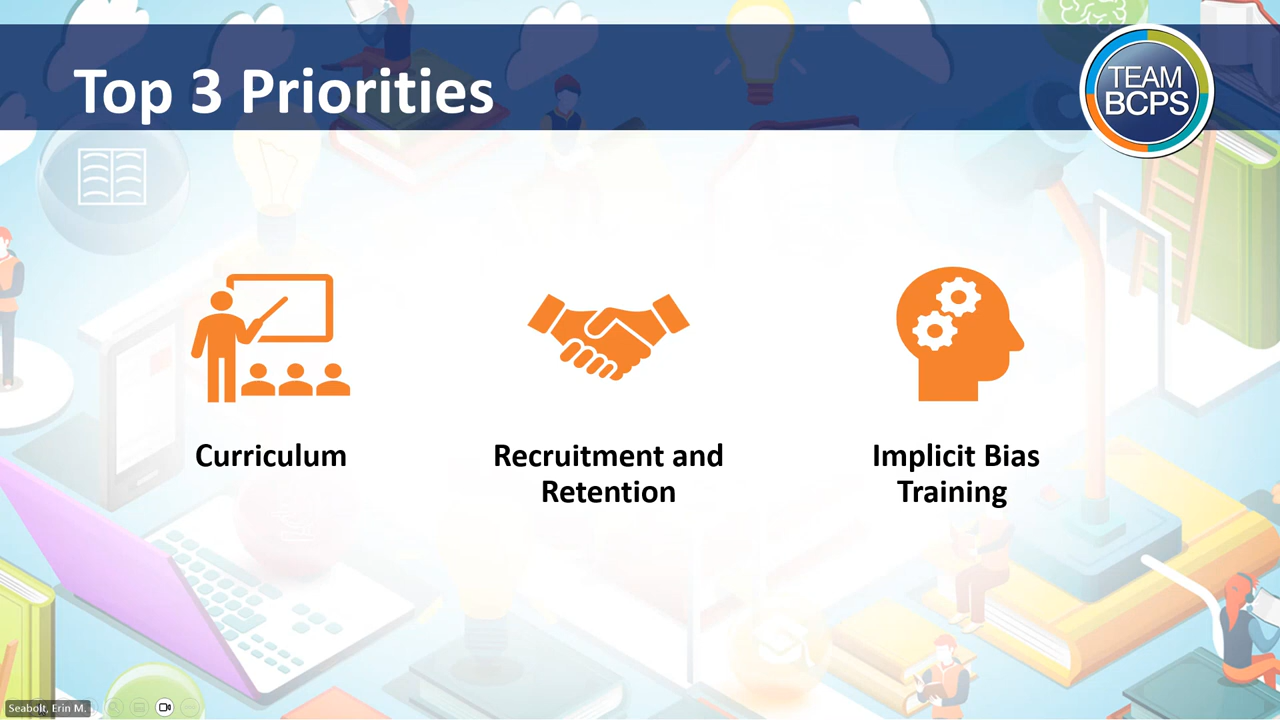 Top 3 Priorities
TEAM
BCPS
Curriculum
Recruitment and
Retention
Implicit Bias
Training
Seabolt, Erin M.